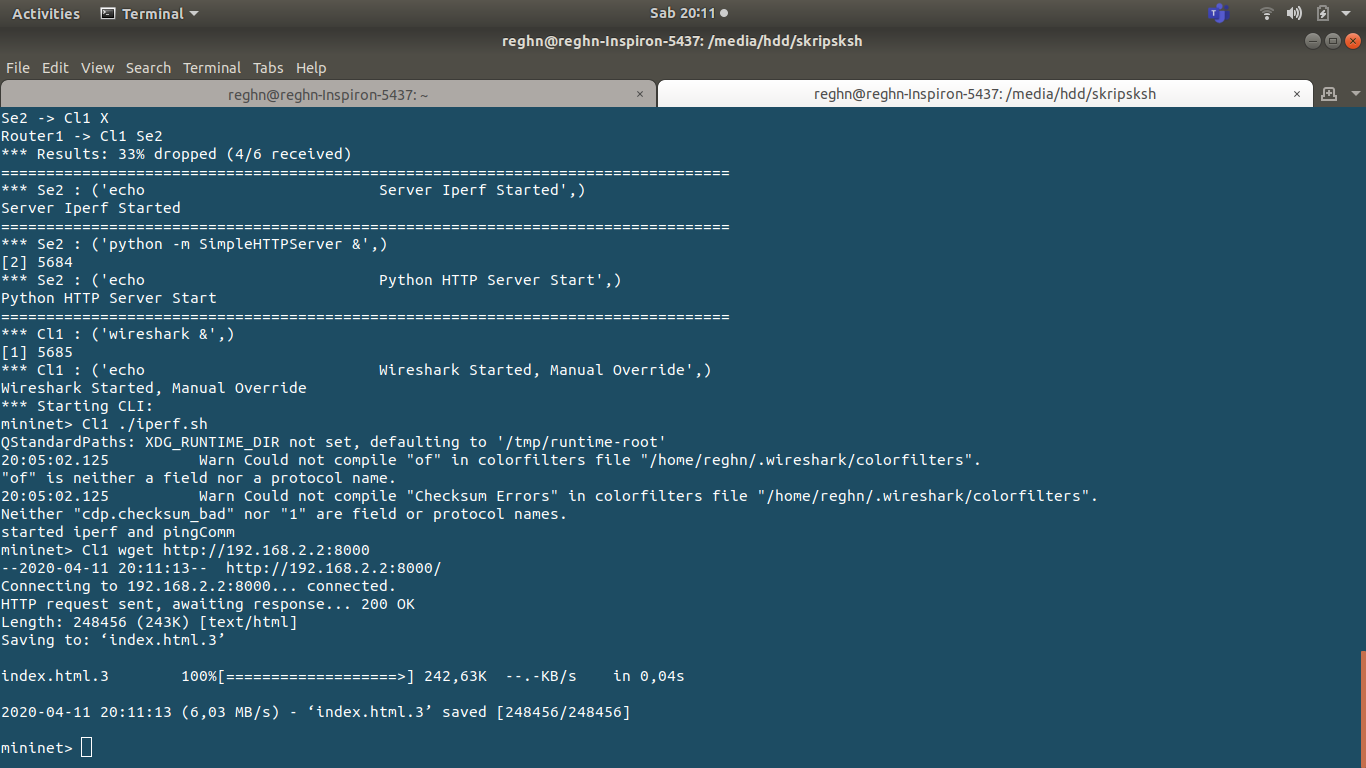 Activities Terminal Sab 20:11
reghn@reghn-Inspiron-5437: /media/hdd/skripsksh
File Edit View Search Terminal Tabs Help
reghn@reghn-Inspiron-5437: ~ × reghn@reghn-Inspiron-5437: /media/hdd/skripsksh ×
Se2 -> Cl1 X
Router1 -> Cl1 Se2
*** Results: 33% dropped (4/6 received)
=================================================================================
*** Se2 : ('echo                          Server Iperf Started',)
Server Iperf Started
=================================================================================
*** Se2 : ('python -m SimpleHTTPServer &',)
[2] 5684
*** Se2 : ('echo                          Python HTTP Server Start',)
Python HTTP Server Start
=================================================================================
*** Cl1 : ('wireshark &',)
[1] 5685
*** Cl1 : ('echo                          Wireshark Started, Manual Override',)
Wireshark Started, Manual Override
*** Starting CLI:
mininet> Cl1 ./iperf.sh
QStandardPaths: XDG_RUNTIME_DIR not set, defaulting to '/tmp/runtime-root'
20:05:02.125          Warn Could not compile "of" in colorfilters file "/home/reghn/.wireshark/colorfilters".
"of" is neither a field nor a protocol name.
20:05:02.125          Warn Could not compile "Checksum Errors" in colorfilters file "/home/reghn/.wireshark/colorfilters".
Neither "cdp.checksum_bad" nor "1" are field or protocol names.
started iperf and pingComm
mininet> Cl1 wget http://192.168.2.2:8000
--2020-04-11 20:11:13--  http://192.168.2.2:8000/
Connecting to 192.168.2.2:8000... connected.
HTTP request sent, awaiting response... 200 OK
Length: 248456 (243K) [text/html]
Saving to: ‘index.html.3’
index.html.3        100%[===================>] 242,63K  --.-KB/s    in 0,04s
2020-04-11 20:11:13 (6,03 MB/s) - ‘index.html.3’ saved [248456/248456]
mininet>